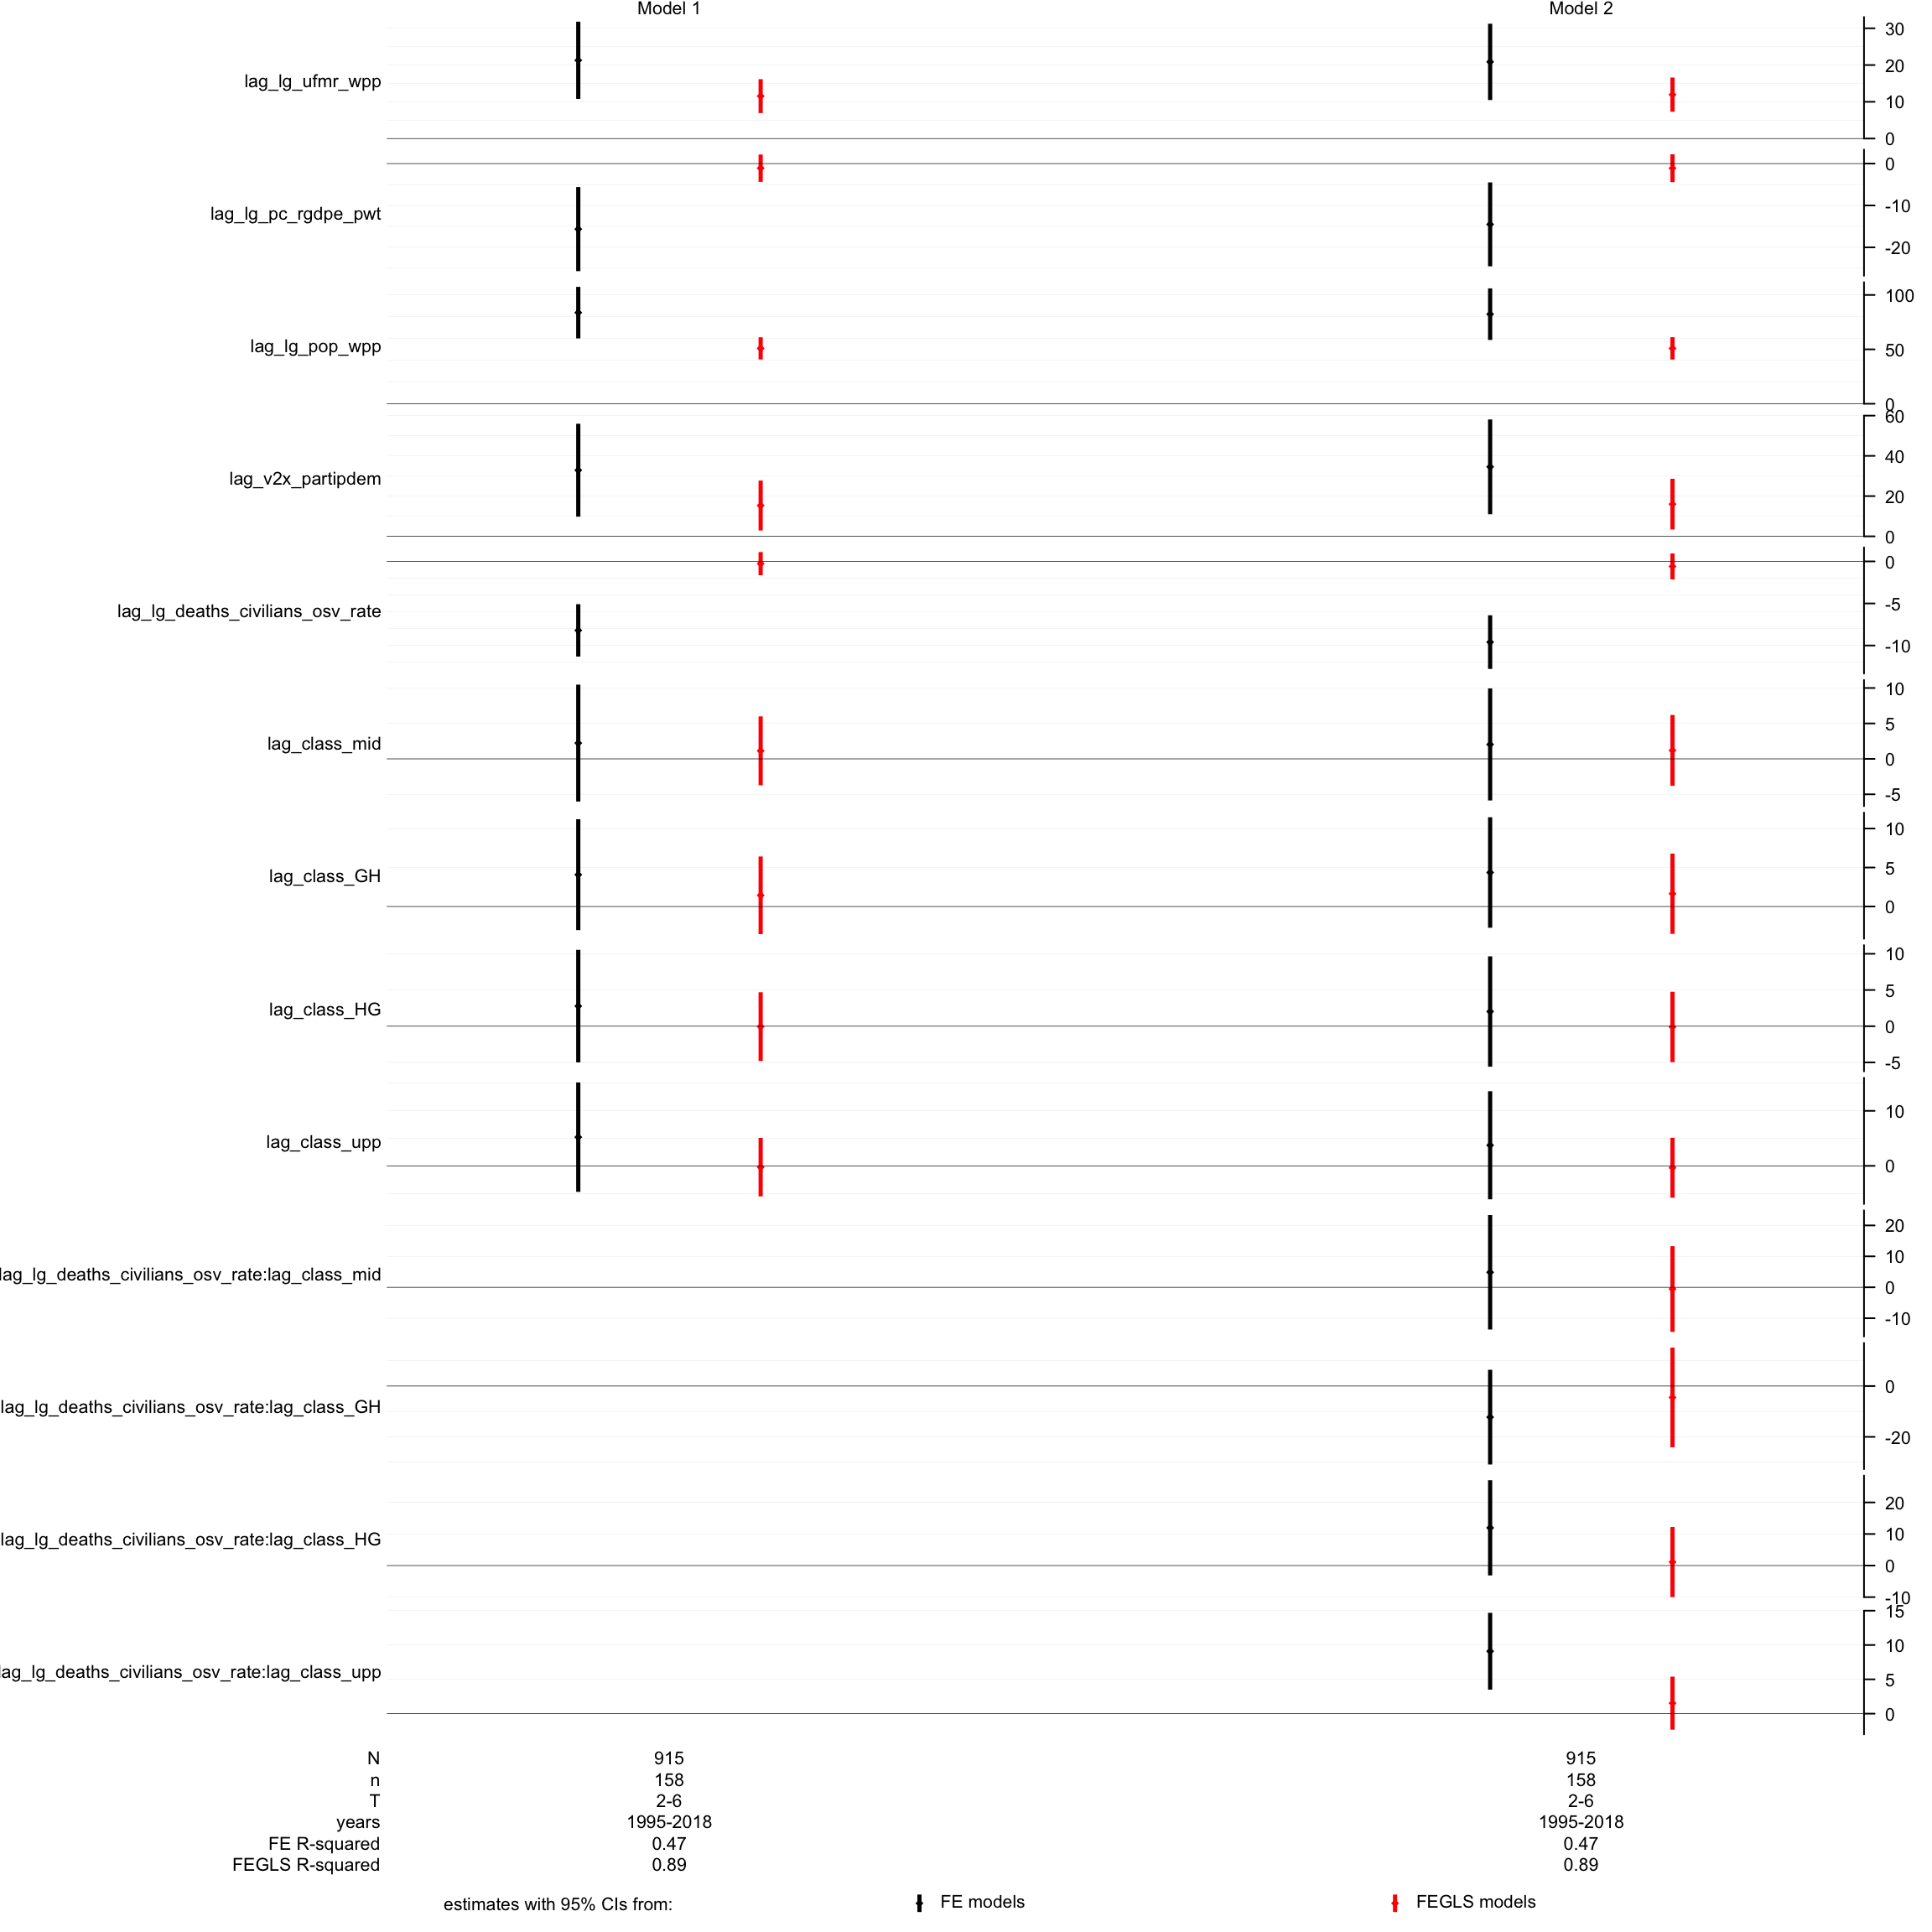 Model 1 Model 2
lag_lg_ufmr_wpp
30
20
10
0
lag_lg_pc_rgdpe_pwt
0
-10
-20
lag_lg_pop_wpp
100
50
0
lag_v2x_partipdem
60
40
20
0
lag_lg_deaths_civilians_osv_rate
0
-5
-10
lag_class_mid
10
5
0
-5
lag_class_GH
10
5
0
lag_class_HG
10
5
0
-5
lag_class_upp
10
0
lag_lg_deaths_civilians_osv_rate:lag_class_mid
20
10
0
-10
lag_lg_deaths_civilians_osv_rate:lag_class_GH
0
-20
lag_lg_deaths_civilians_osv_rate:lag_class_HG
20
10
0
-10
lag_lg_deaths_civilians_osv_rate:lag_class_upp
15
10
5
0
N 915 915
n 158 158
T 2-6 2-6
years 1995-2018 1995-2018
FE R-squared 0.47 0.47
FEGLS R-squared 0.89 0.89
estimates with 95% CIs from: FE models FEGLS models